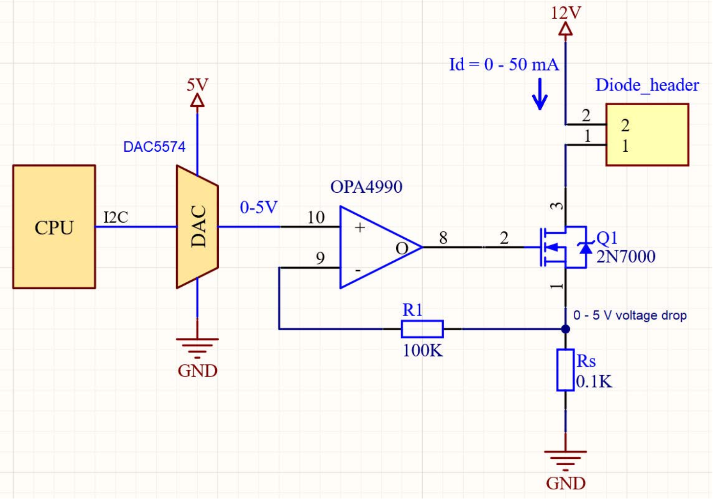 12V
Id = 0 - 50 mA
Diode_header
5V
2
2
1
1
DAC5574
OPA4990
CPU
I2C
DAC
0-5V
10
+
3
O
8
2
Q1
2N7000
9
-
1
R1
100K
0 - 5 V voltage drop
Rs
0.1K
GND
GND